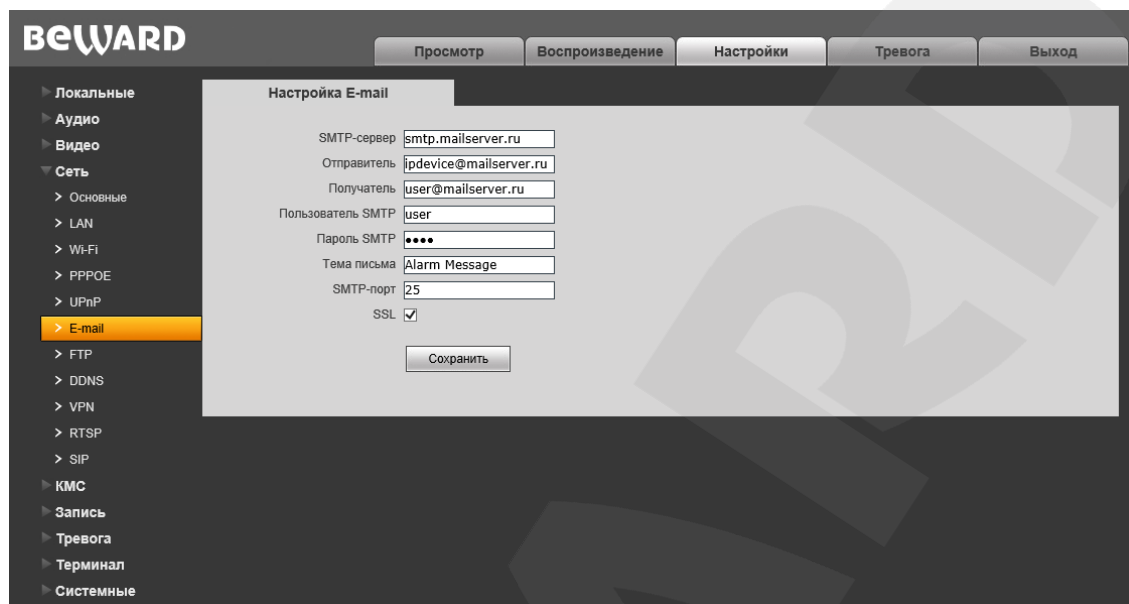 BEWARD
Просмотр
Воспроизведение
Настройки
Тревога
Выход
Локальные
Аудио
Видео
Сеть
> Основные
> LAN
> Wi-Fi
> PPPOE
> UPnP
> E-mail
> FTP
> DDNS
> VPN
> RTSP
> SIP
КМС
Запись
Тревога
Терминал
Системные
Настройка E-mail
SMTP-сервер smtp.mailserver.ru
Отправитель ipdevice@mailserver.ru
Получатель user@mailserver.ru
Пользователь SMTP user
Пароль SMTP ••••
Тема письма Alarm Message
SMTP-порт 25
SSL
Сохранить